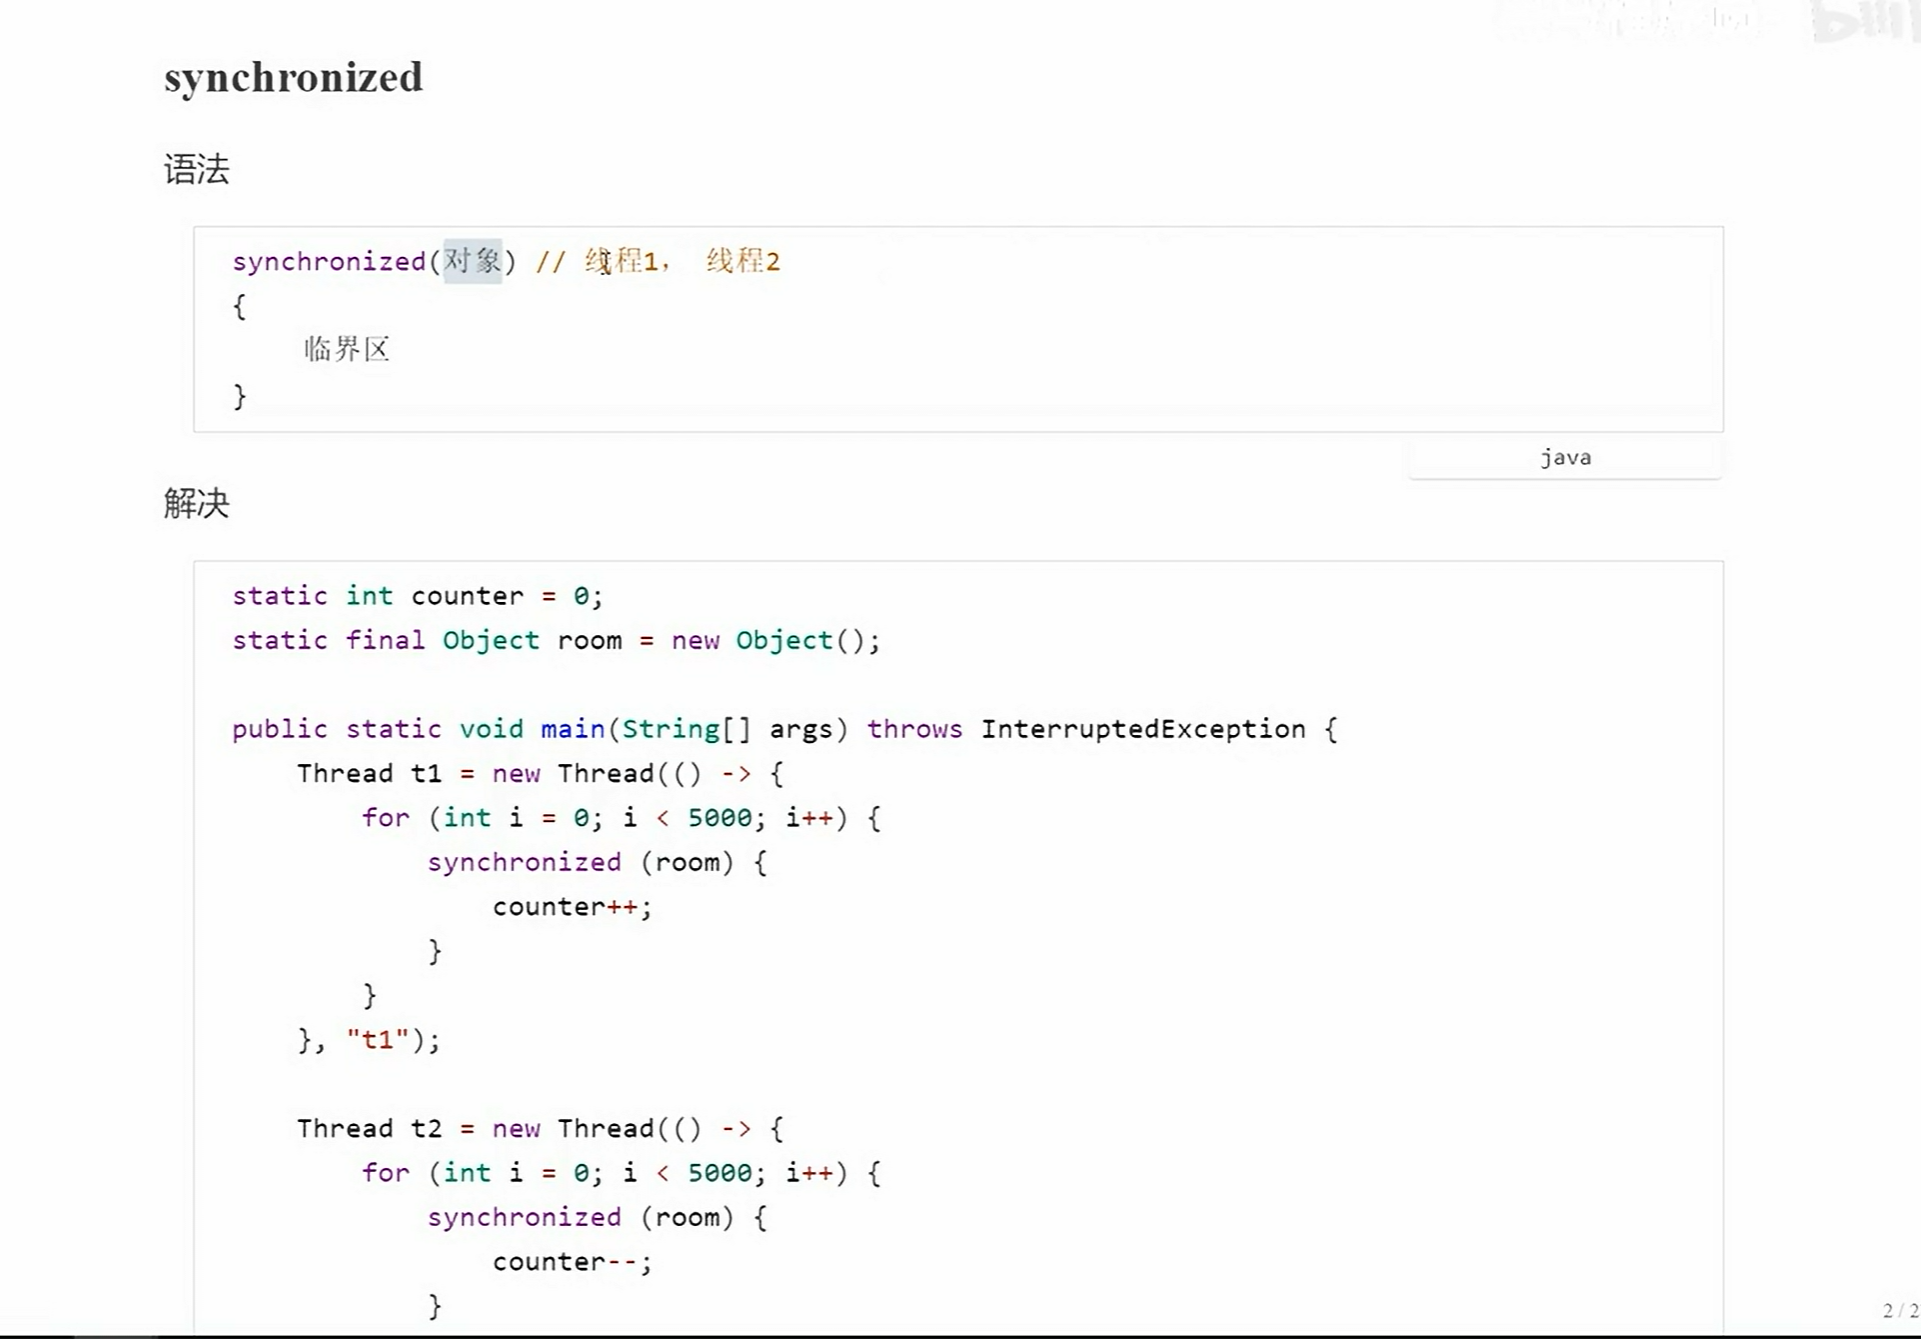 synchronized
语法
synchronized(对象) // 线程1， 线程2
{
    临界区
}
java
解决
static int counter = 0;
static final Object room = new Object();
public static void main(String[] args) throws InterruptedException {
    Thread t1 = new Thread(() -> {
        for (int i = 0; i < 5000; i++) {
            synchronized (room) {
                counter++;
            }
        }
    }, "t1");
    Thread t2 = new Thread(() -> {
        for (int i = 0; i < 5000; i++) {
            synchronized (room) {
                counter--;
            }
2 / 2